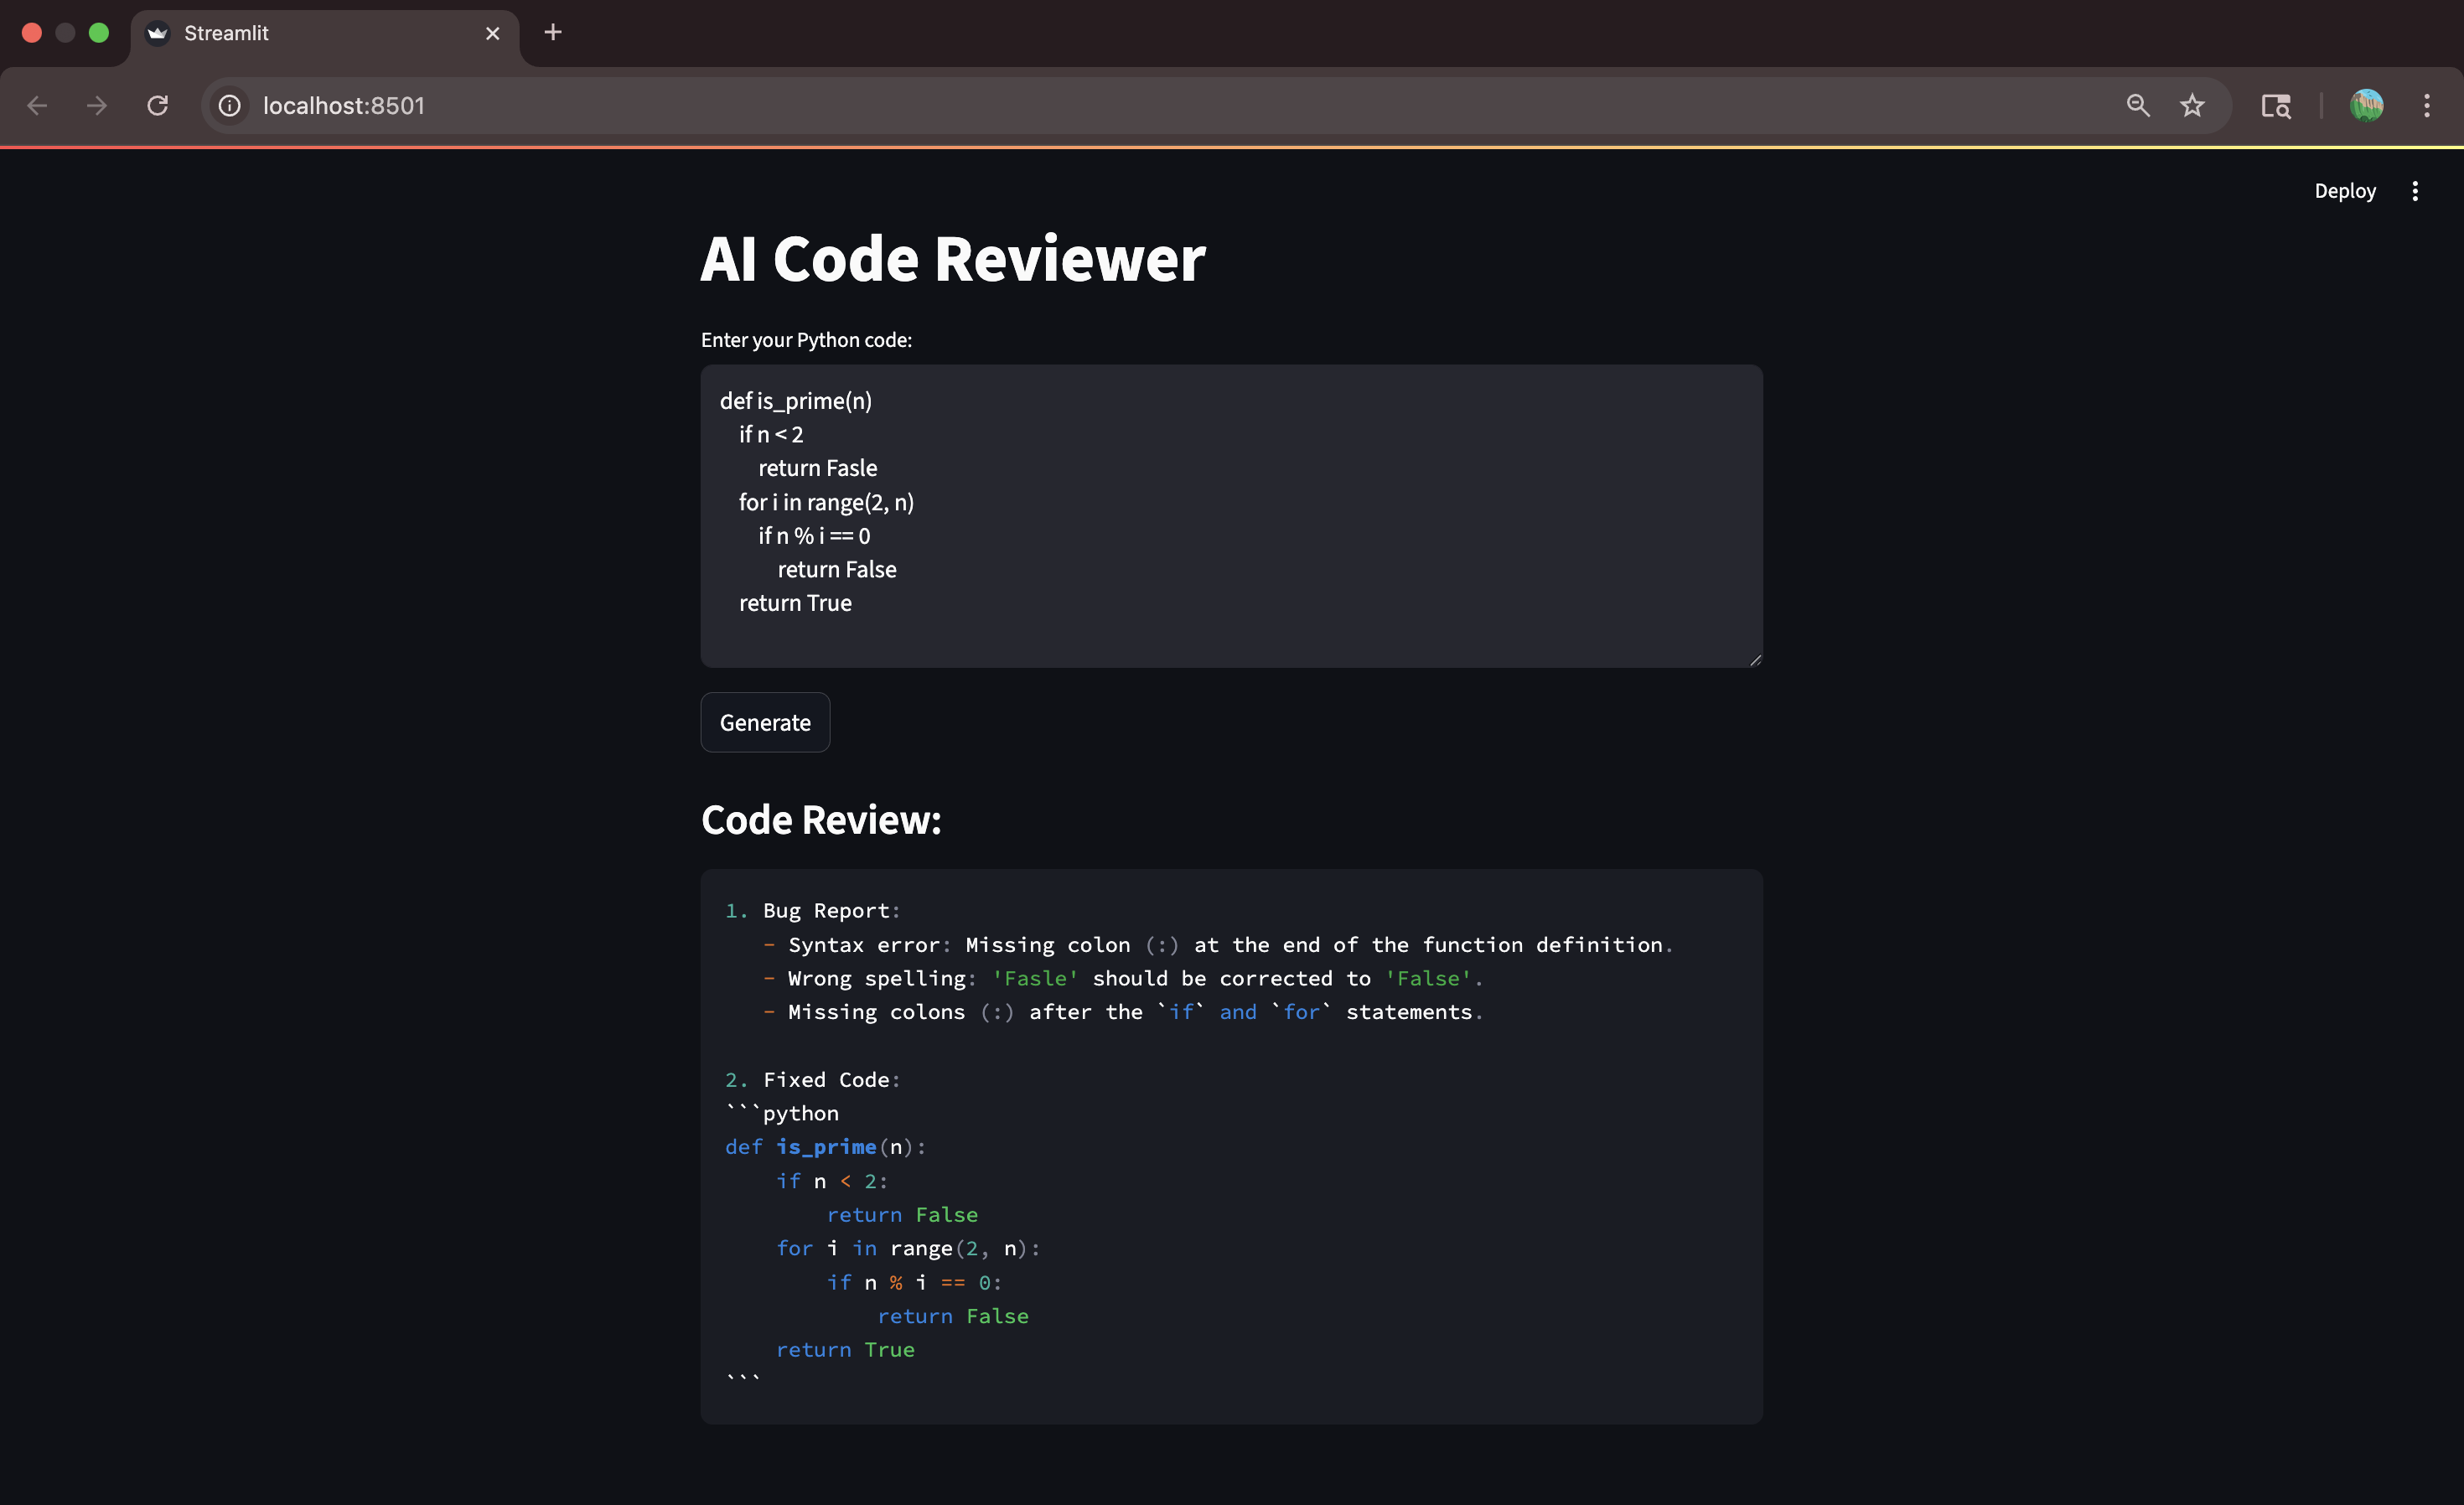 Streamlit
localhost:8501
Deploy
AI Code Reviewer
Enter your Python code:
def is_prime(n)
    if n < 2
        return Fasle
    for i in range(2, n)
        if n % i == 0
            return False
    return True
Generate
Code Review:
1. Bug Report:
   - Syntax error: Missing colon (:) at the end of the function definition.
   - Wrong spelling: 'Fasle' should be corrected to 'False'.
   - Missing colons (:) after the `if` and `for` statements.
2. Fixed Code:
```python
def is_prime(n):
    if n < 2:
        return False
    for i in range(2, n):
        if n % i == 0:
            return False
    return True
```